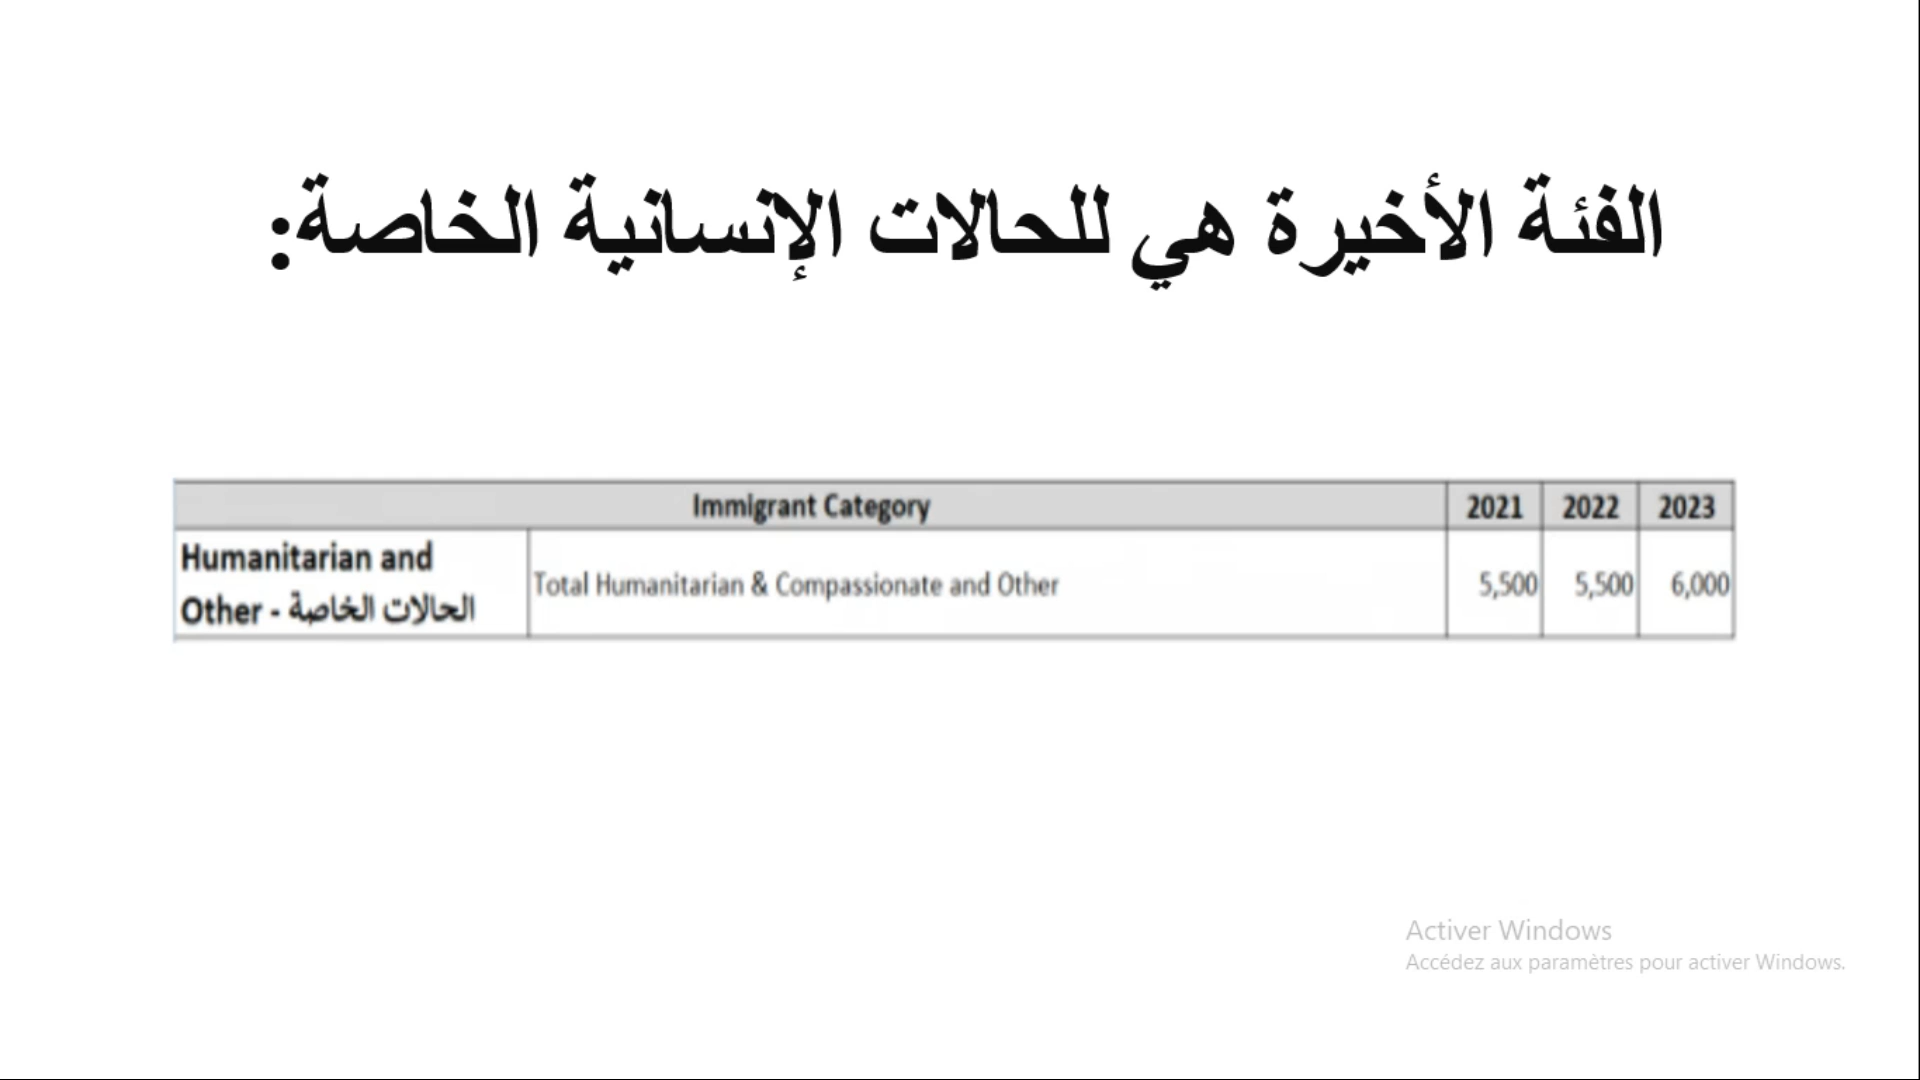 الفئة الأخيرة هي للحالات الإنسانية الخاصة:
Immigrant Category 2021 2022 2023
Humanitarian and
Other - الحالات الخاصة
Total Humanitarian & Compassionate and Other 5,500 5,500 6,000
Activer Windows
Accédez aux paramètres pour activer Windows.